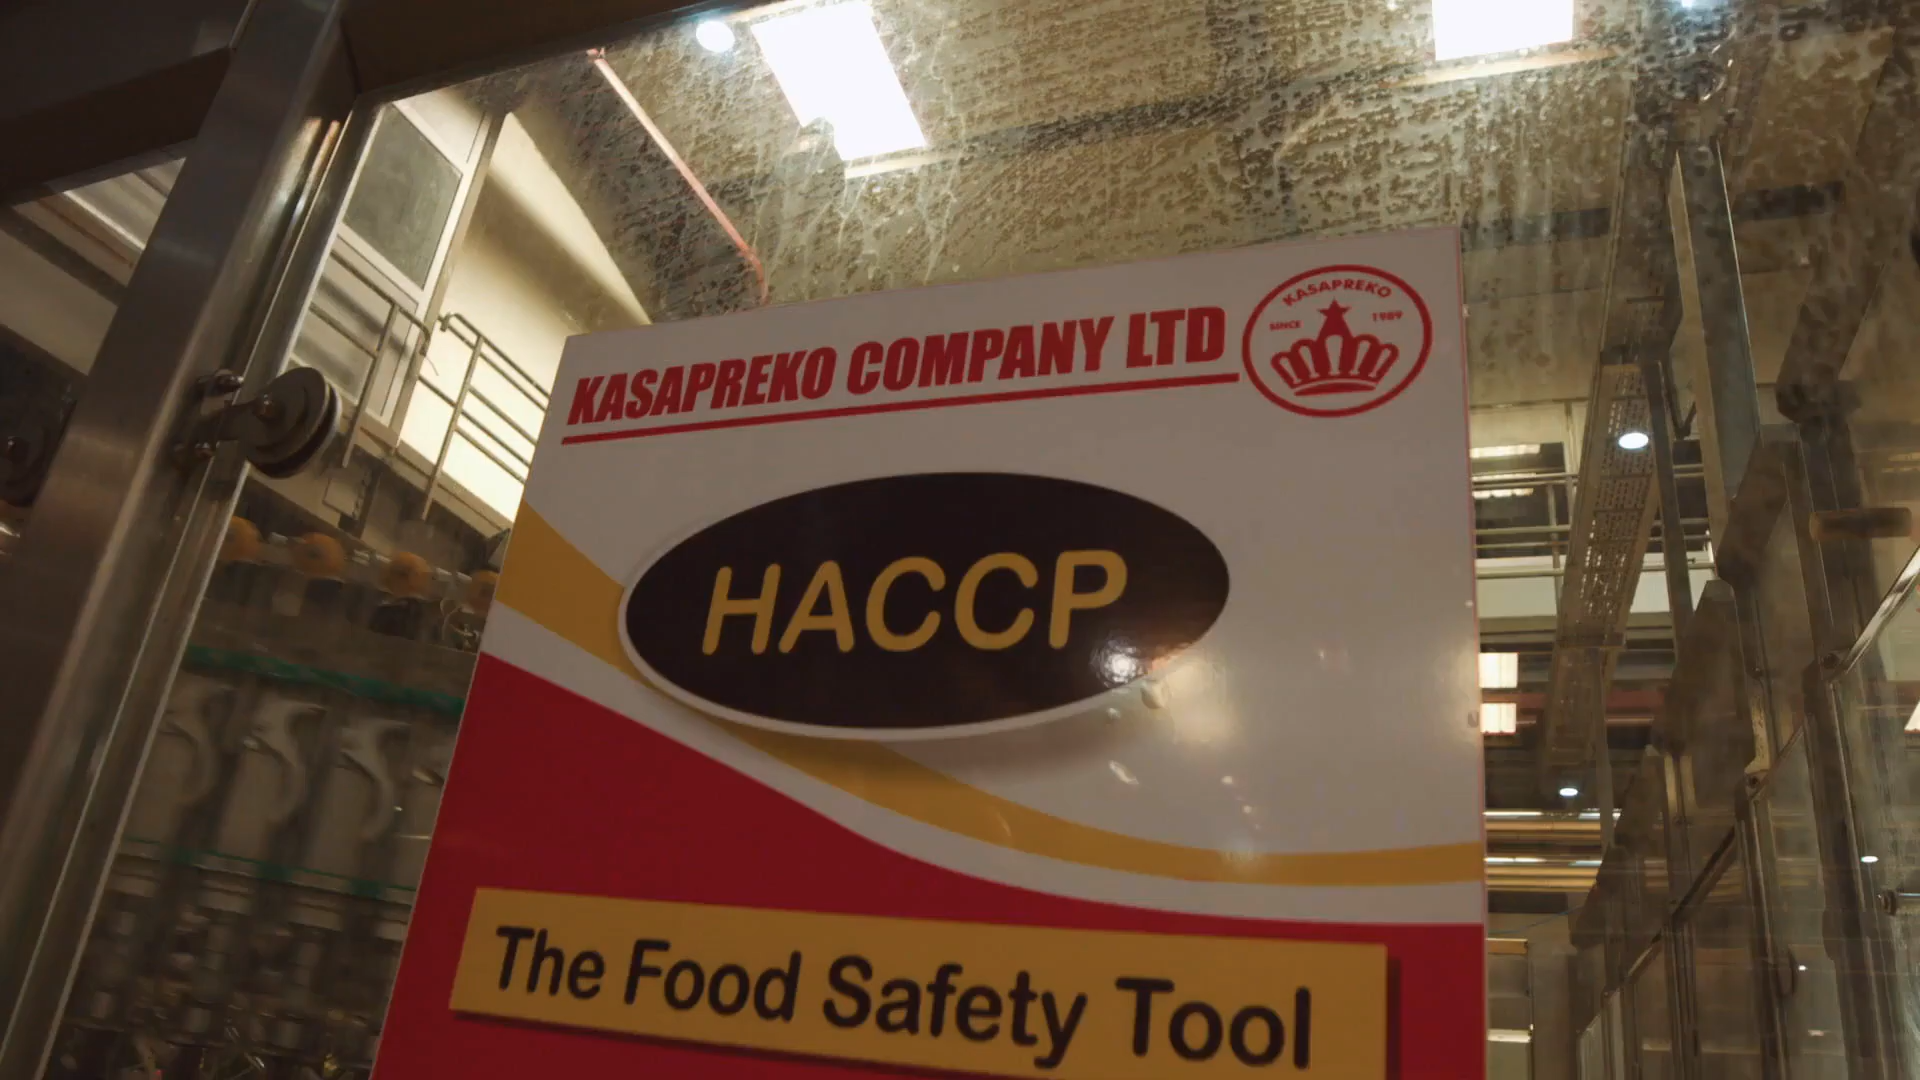 KASAPREKO COMPANY LTD
KASAPREKO
SINCE 1989
HACCP
The Food Safety Tool